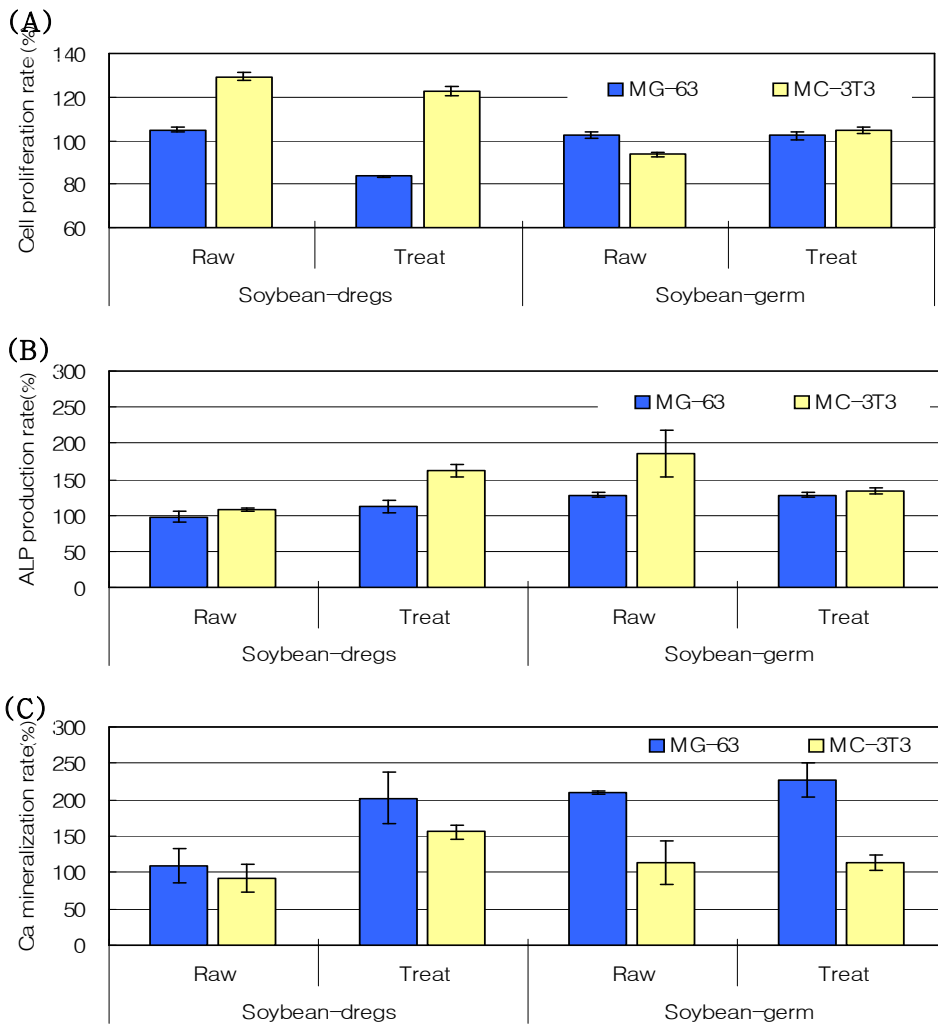 (A)
Cell proliferation rate (%)
140
120
100
80
60
MG-63
MC-3T3
Raw
Treat
Raw
Treat
Soybean-dregs
Soybean-germ
(B)
ALP production rate(%)
300
250
200
150
100
50
0
MG-63
MC-3T3
Raw
Treat
Raw
Treat
Soybean-dregs
Soybean-germ
(C)
Ca mineralization rate(%)
300
250
200
150
100
50
0
MG-63
MC-3T3
Raw
Treat
Raw
Treat
Soybean-dregs
Soybean-germ